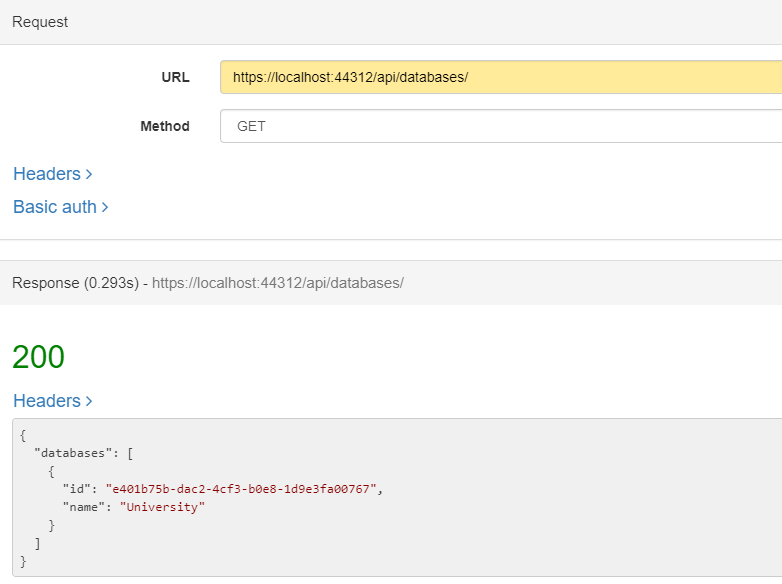 Request
URL https://localhost:44312/api/databases/
Method GET
Headers >
Basic auth >
Response (0.293s) - https://localhost:44312/api/databases/
200
Headers >
{
"databases": [
{
"id": "e401b75b-dac2-4cf3-b0e8-1d9e3fa00767",
"name": "University"
}
]
}